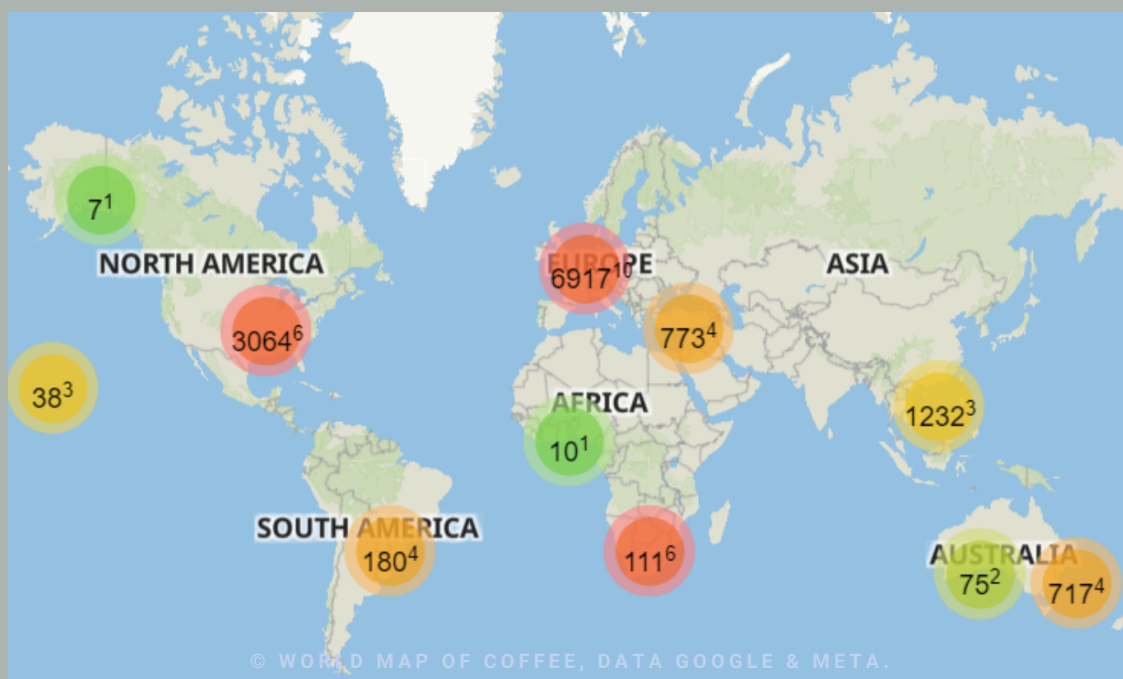 7¹
NORTH AMERICA
EUROPE
6917¹⁰
ASIA
3064⁶
773⁴
38³
AFRICA
1232³
10¹
SOUTH AMERICA
180⁴
111⁶
AUSTRALIA
75²
717⁴
© WORLD MAP OF COFFEE, DATA GOOGLE & META.